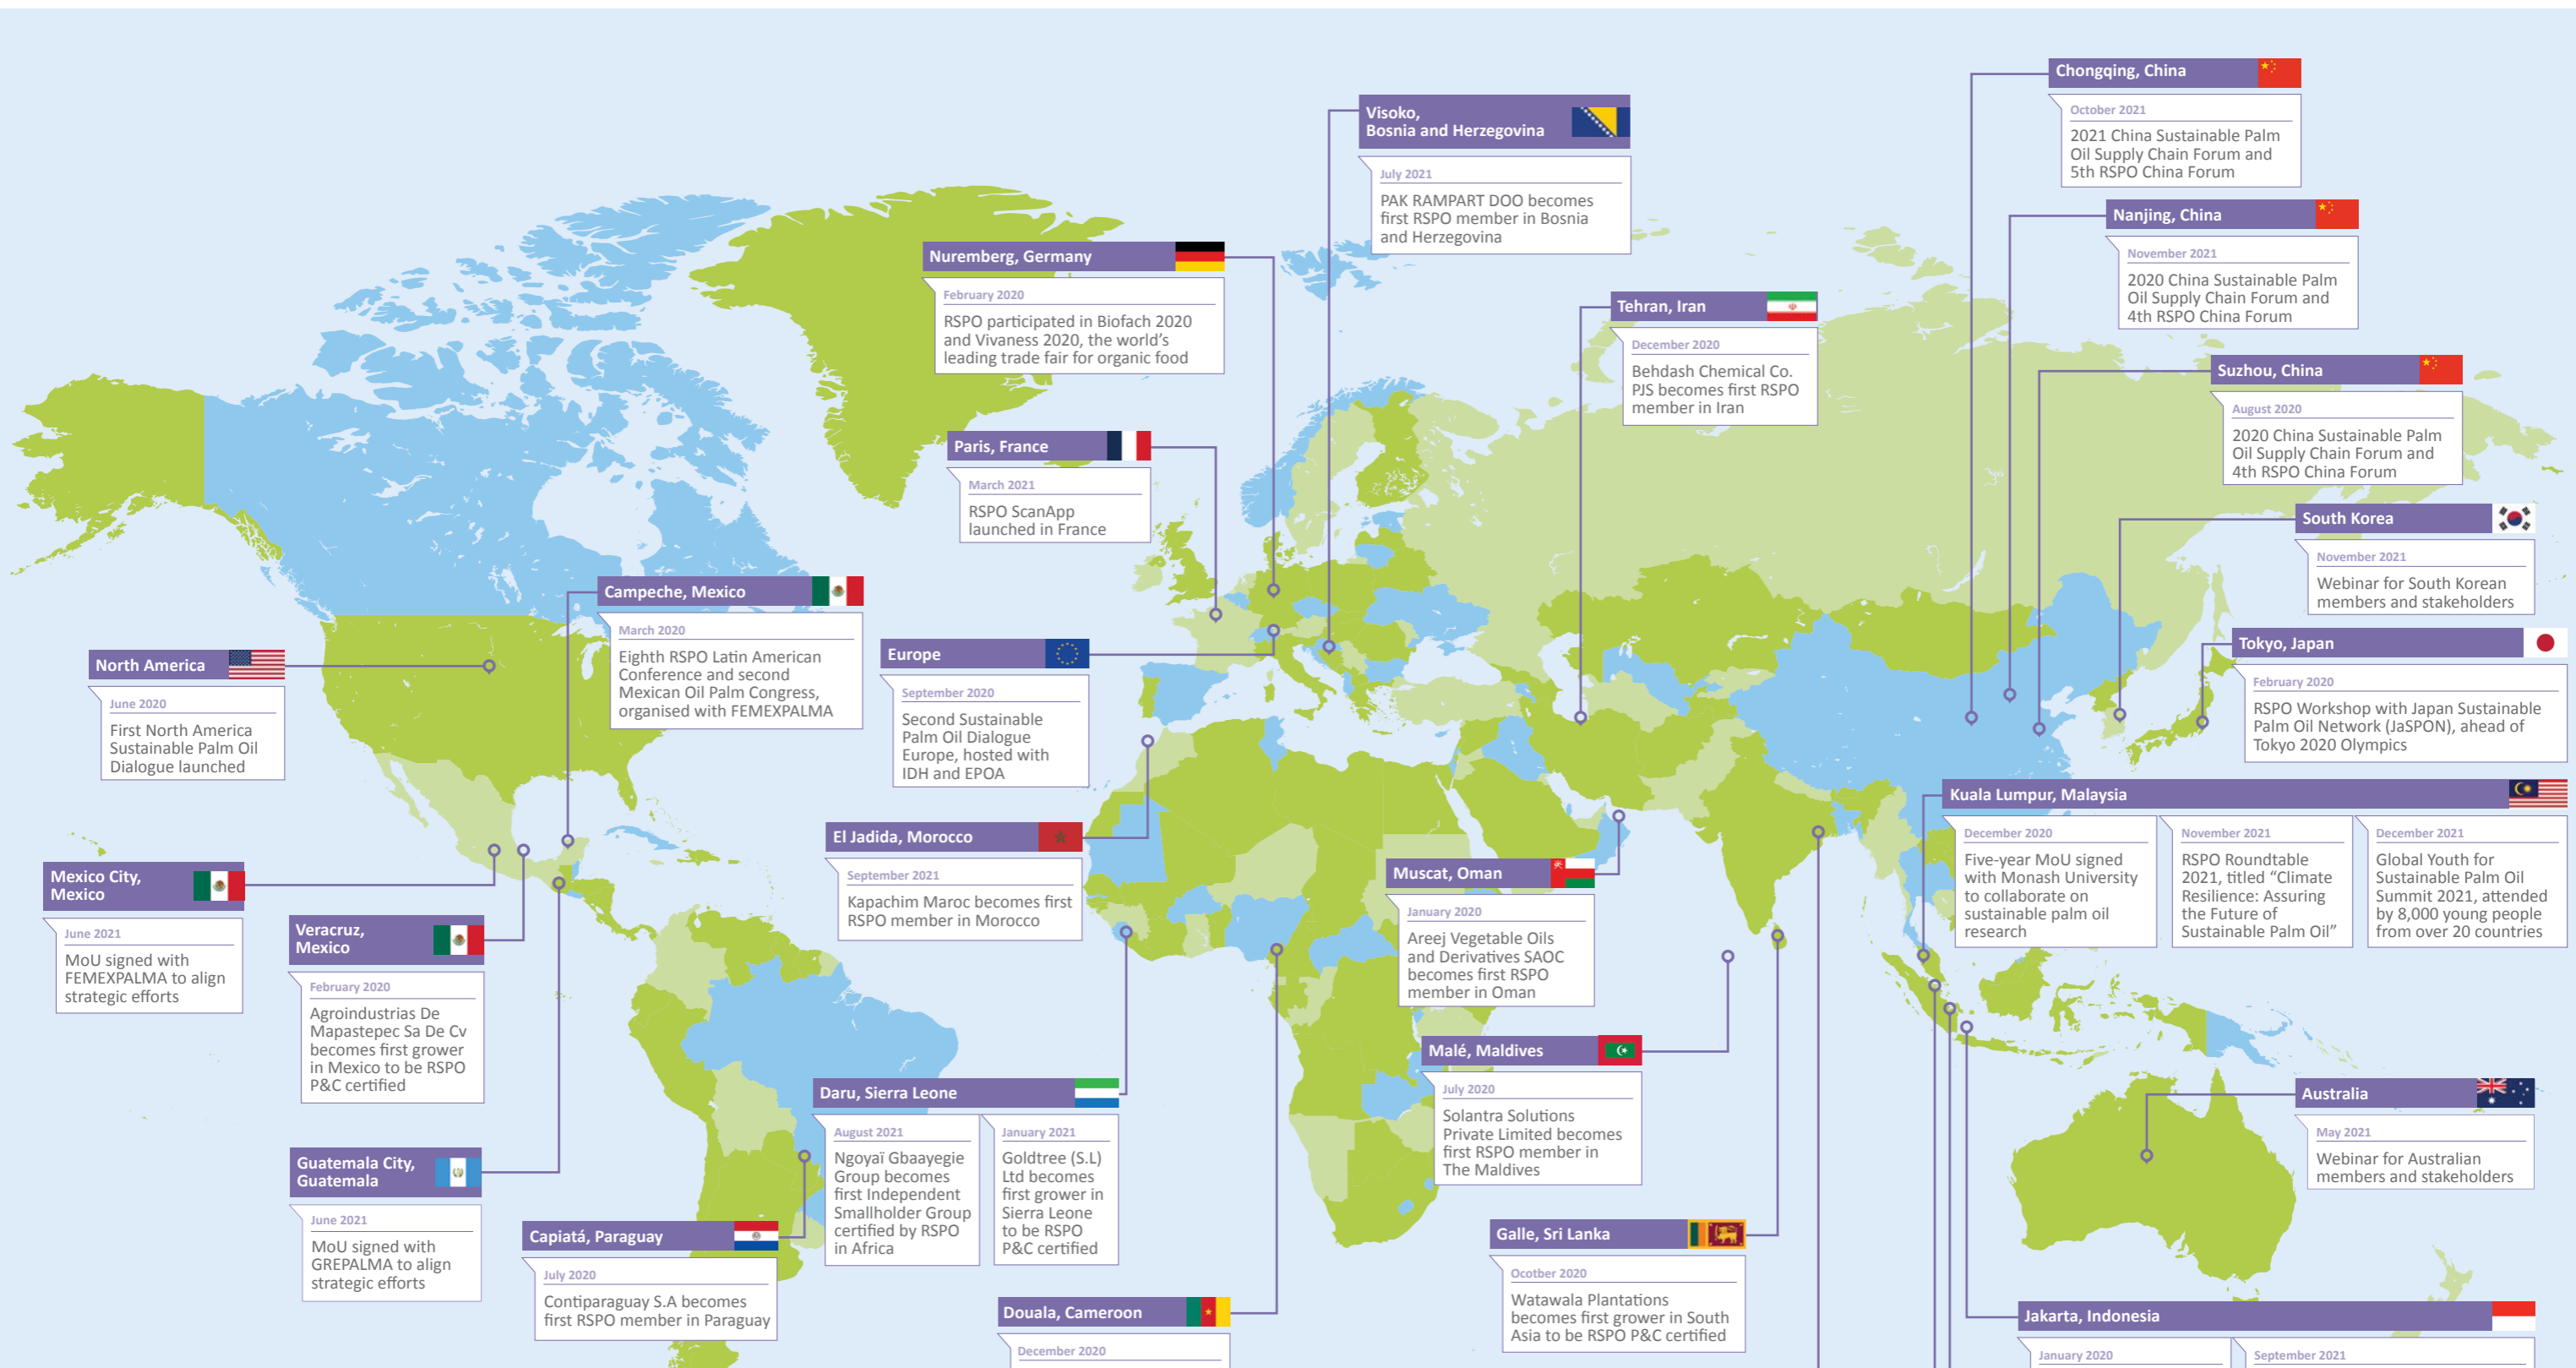 Chongqing, China
October 2021
2021 China Sustainable Palm
Oil Supply Chain Forum and
5th RSPO China Forum
Visoko,
Bosnia and Herzegovina
July 2021
PAK RAMPART DOO becomes
first RSPO member in Bosnia
and Herzegovina
Nanjing, China
November 2021
2020 China Sustainable Palm
Oil Supply Chain Forum and
4th RSPO China Forum
Nuremberg, Germany
February 2020
RSPO participated in Biofach 2020
and Vivaness 2020, the world's
leading trade fair for organic food
Tehran, Iran
December 2020
Behdash Chemical Co.
PJS becomes first RSPO
member in Iran
Suzhou, China
August 2020
2020 China Sustainable Palm
Oil Supply Chain Forum and
4th RSPO China Forum
Paris, France
March 2021
RSPO ScanApp
launched in France
South Korea
November 2021
Webinar for South Korean
members and stakeholders
Campeche, Mexico
March 2020
Eighth RSPO Latin American
Conference and second
Mexican Oil Palm Congress,
organised with FEMEXPALMA
North America
June 2020
First North America
Sustainable Palm Oil
Dialogue launched
Europe
September 2020
Second Sustainable
Palm Oil Dialogue
Europe, hosted with
IDH and EPOA
Tokyo, Japan
February 2020
RSPO Workshop with Japan Sustainable
Palm Oil Network (JaSPON), ahead of
Tokyo 2020 Olympics
Kuala Lumpur, Malaysia
December 2020
Five-year MoU signed
with Monash University
to collaborate on
sustainable palm oil
research
November 2021
RSPO Roundtable
2021, titled “Climate
Resilience: Assuring
the Future of
Sustainable Palm Oil”
December 2021
Global Youth for
Sustainable Palm Oil
Summit 2021, attended
by 8,000 young people
from over 20 countries
El Jadida, Morocco
September 2021
Kapachim Maroc becomes first
RSPO member in Morocco
Mexico City,
Mexico
June 2021
MoU signed with
FEMEXPALMA to align
strategic efforts
Muscat, Oman
January 2020
Areej Vegetable Oils
and Derivatives SAOC
becomes first RSPO
member in Oman
Veracruz,
Mexico
February 2020
Agroindustrias De
Mapastepec Sa De Cv
becomes first grower
in Mexico to be RSPO
P&C certified
Malé, Maldives
July 2020
Solantra Solutions
Private Limited becomes
first RSPO member in
The Maldives
Daru, Sierra Leone
August 2021
Ngoyaï Gbaayegie
Group becomes
first Independent
Smallholder Group
certified by RSPO
in Africa
January 2021
Goldtree (S.L)
Ltd becomes
first grower in
Sierra Leone
to be RSPO
P&C certified
Australia
May 2021
Webinar for Australian
members and stakeholders
Guatemala City,
Guatemala
June 2021
MoU signed with
GREPALMA to align
strategic efforts
Capiatá, Paraguay
July 2020
Contiparaguay S.A becomes
first RSPO member in Paraguay
Galle, Sri Lanka
Ocotber 2020
Watawala Plantations
becomes first grower in South
Asia to be RSPO P&C certified
Douala, Cameroon
December 2020
Jakarta, Indonesia
January 2020
September 2021